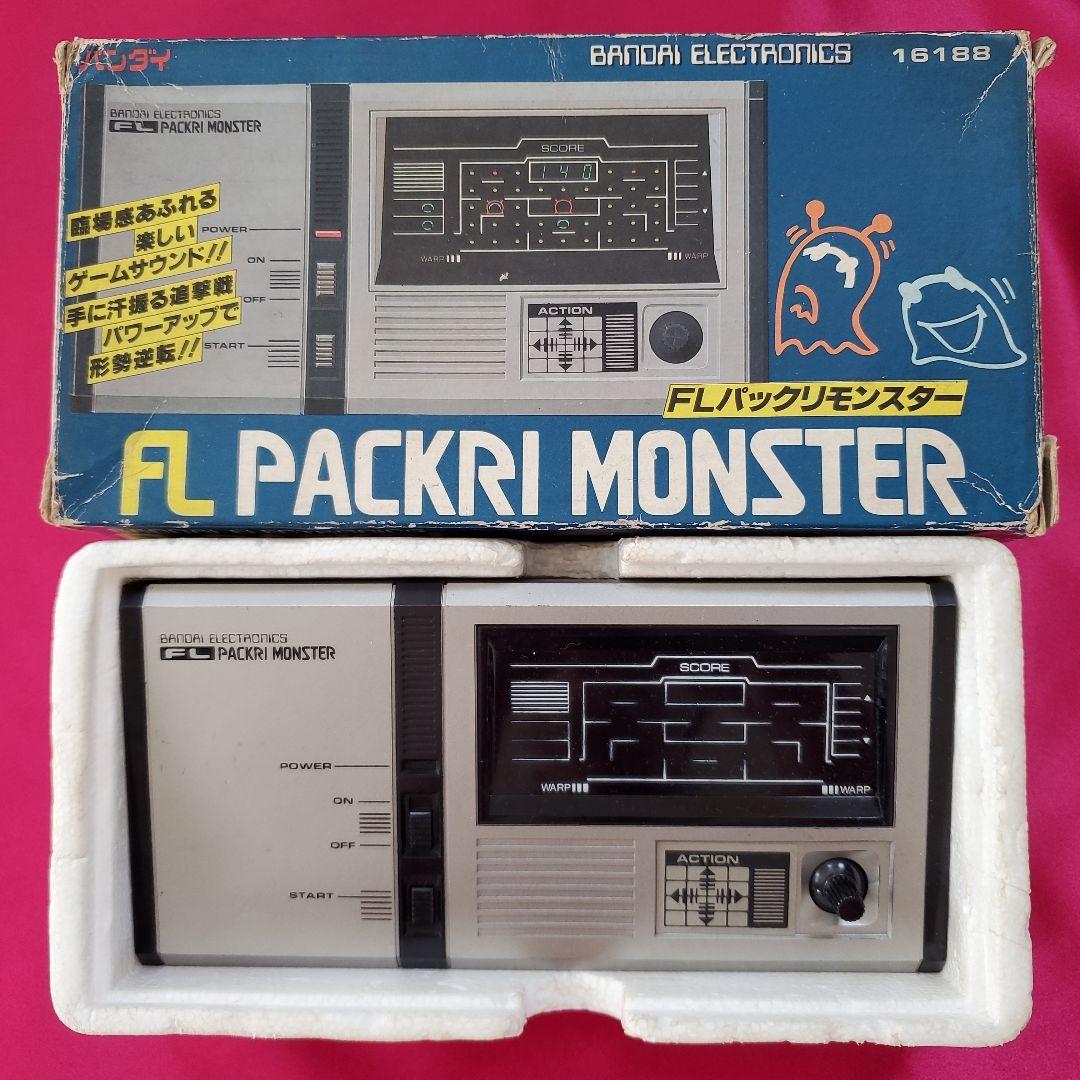 バンダイ
BANDAI ELECTRONICS 16188
BANDAI ELECTRONICS
FL PACKRI MONSTER
SCORE
140
WARP
WARP
臨場感あふれる
楽しい
ゲームサウンド!!
手に汗握る追撃戦
パワーアップで
形勢逆転!!
POWER
ON
OFF
START
ACTION
FLパックリモンスター
FL PACKRI MONSTER
BANDAI ELECTRONICS
FL PACKRI MONSTER
SCORE
WARP
WARP
POWER
ON
OFF
START
ACTION